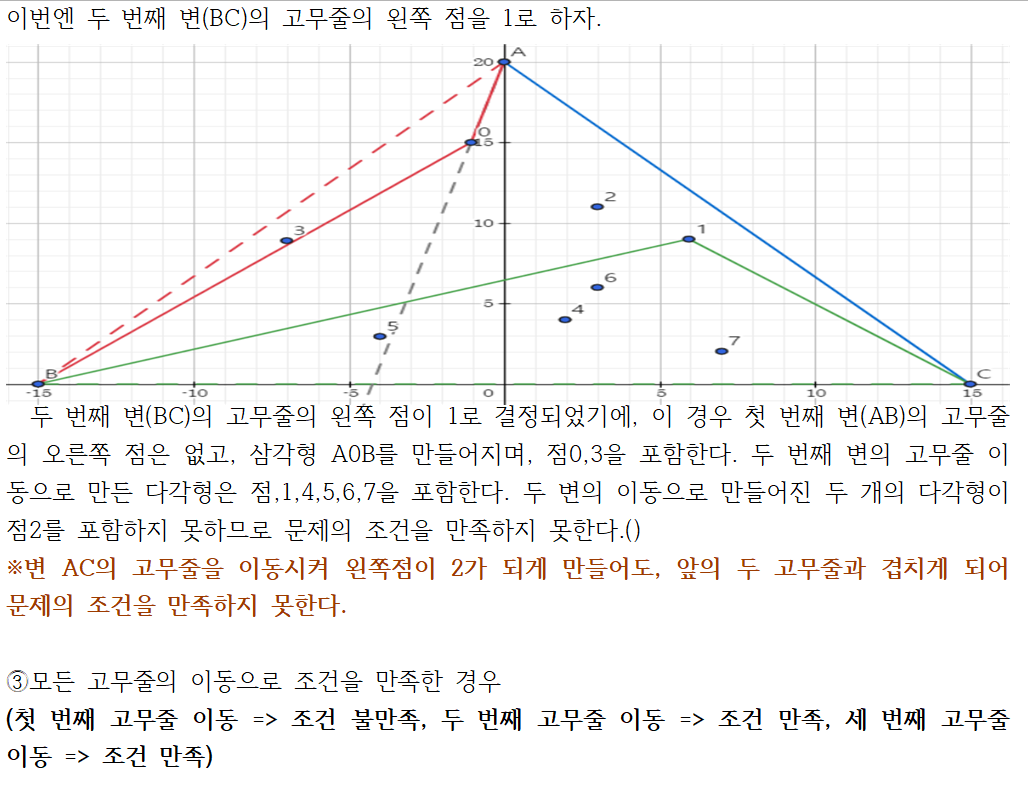 이번엔 두 번째 변(BC)의 고무줄의 왼쪽 점을 1로 하자.
A
20
0
15
2
10
3
1
6
5
4
5
7
B
C
-15
-10
-5
0
5
10
15
두 번째 변(BC)의 고무줄의 왼쪽 점이 1로 결정되었기에, 이 경우 첫 번째 변(AB)의 고무줄
의 오른쪽 점은 없고, 삼각형 A0B를 만들어지며, 점0,3을 포함한다. 두 번째 변의 고무줄 이
동으로 만든 다각형은 점,1,4,5,6,7을 포함한다. 두 변의 이동으로 만들어진 두 개의 다각형이
점2를 포함하지 못하므로 문제의 조건을 만족하지 못한다.()
※변 AC의 고무줄을 이동시켜 왼쪽점이 2가 되게 만들어도, 앞의 두 고무줄과 겹치게 되어
문제의 조건을 만족하지 못한다.
③모든 고무줄의 이동으로 조건을 만족한 경우
(첫 번째 고무줄 이동 => 조건 불만족, 두 번째 고무줄 이동 => 조건 만족, 세 번째 고무줄
이동 => 조건 만족)